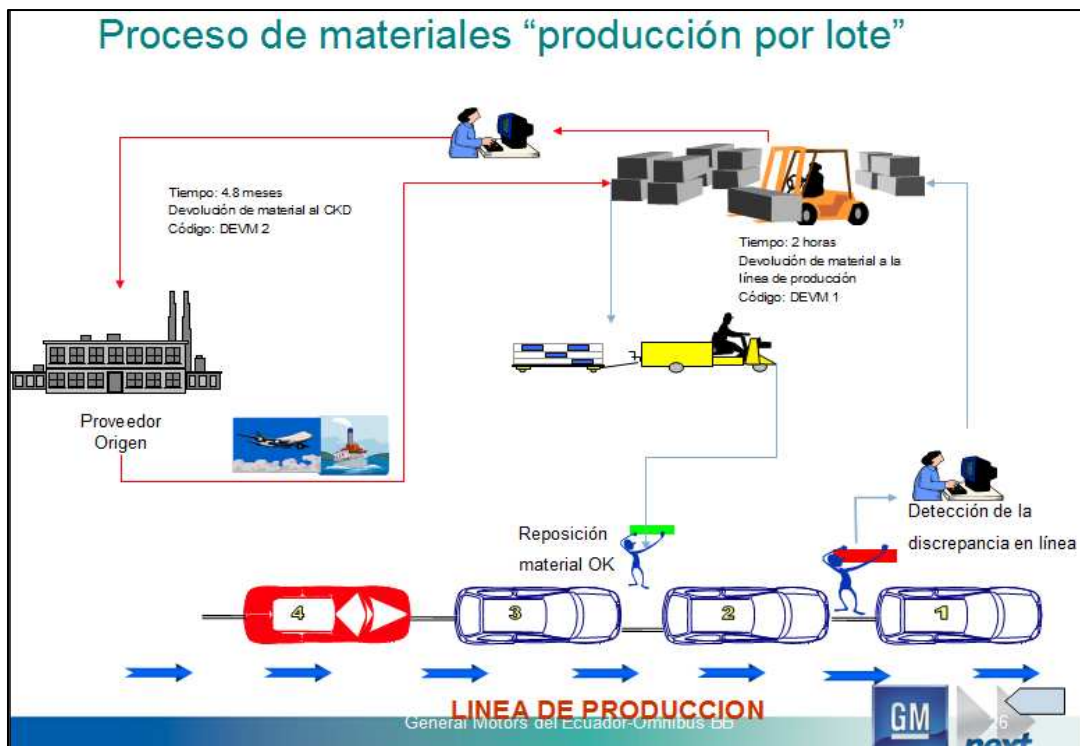 Proceso de materiales “producción por lote”
Tiempo: 4.8 meses
Devolución de material al CKD
Código: DEVM 2
Tiempo: 2 horas
Devolución de material a la
línea de producción
Código: DEVM 1
Proveedor
Origen
Reposición
material OK
Detección de la
discrepancia en línea
4
3
2
1
LINEA DE PRODUCCION
General Motors del Ecuador-Omnibus BB
GM
next
26